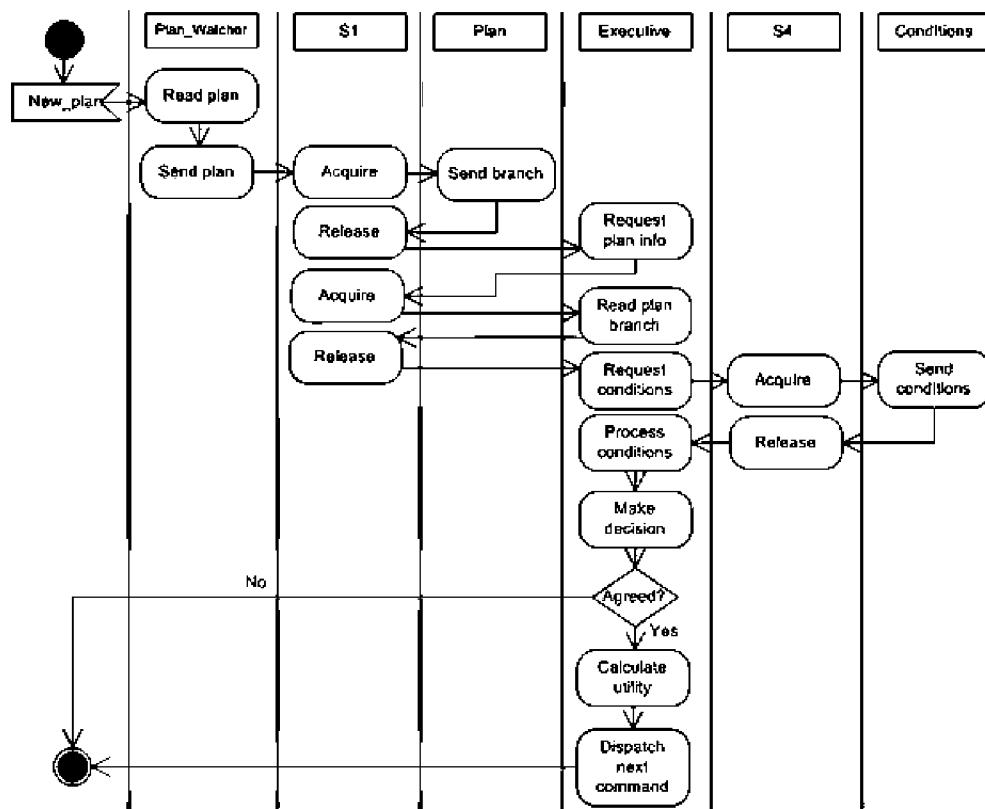 Plan_Watcher
S1
Plan
Executive
S4
Conditions
New_plan
Read plan
Send plan
Acquire
Send branch
Release
Request
plan info
Acquire
Read plan
branch
Release
Request
conditions
Acquire
Send
conditions
Process
conditions
Release
Make
decision
No
Agreed?
Yes
Calculate
utility
Dispatch
next
command